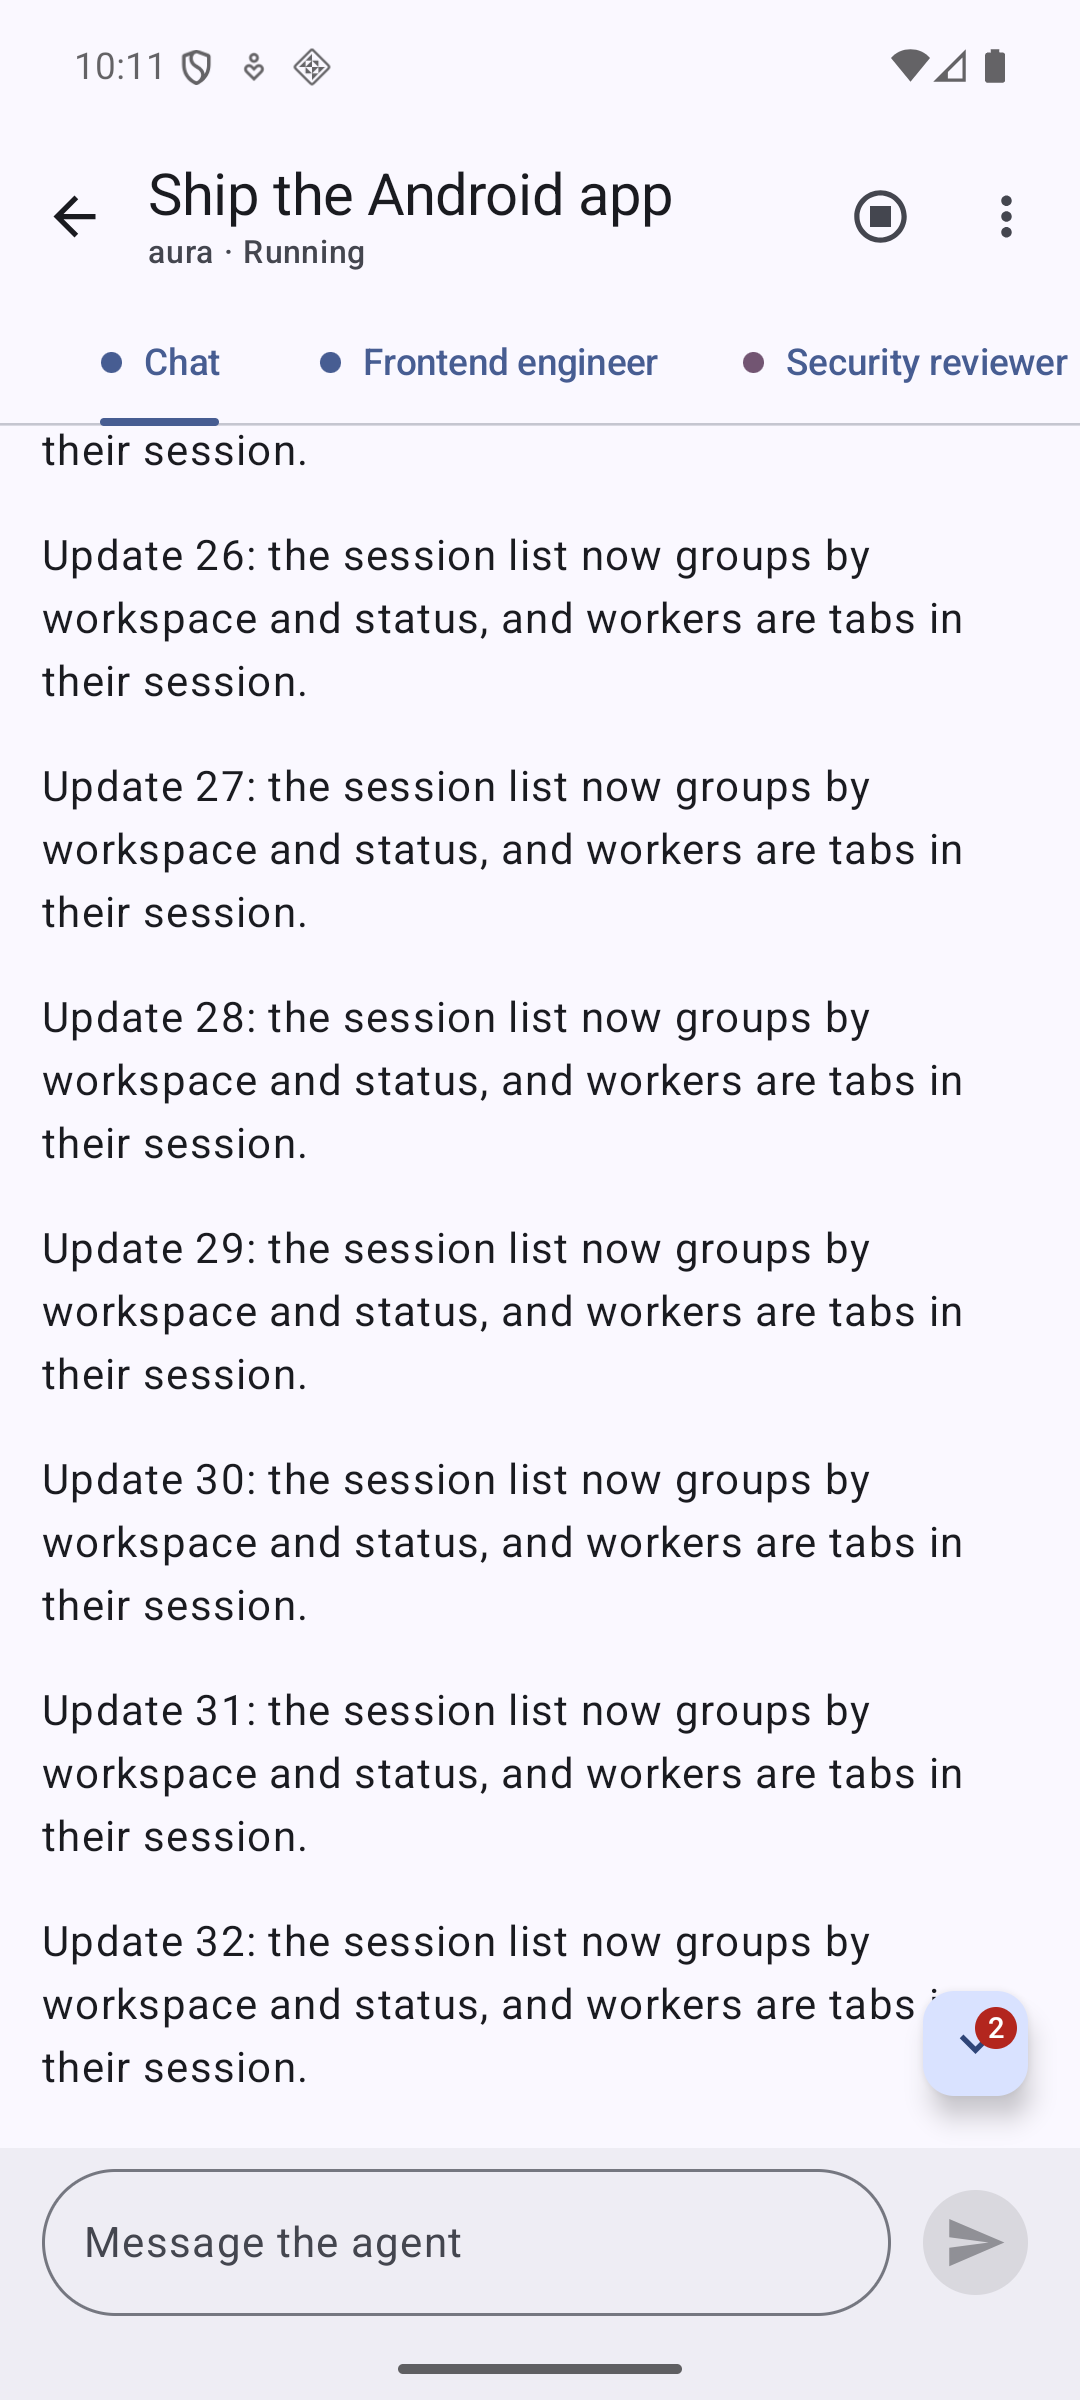 10:11
Ship the Android app
aura · Running
Chat
Frontend engineer
Security reviewer
their session.
Update 26: the session list now groups by
workspace and status, and workers are tabs in
their session.
Update 27: the session list now groups by
workspace and status, and workers are tabs in
their session.
Update 28: the session list now groups by
workspace and status, and workers are tabs in
their session.
Update 29: the session list now groups by
workspace and status, and workers are tabs in
their session.
Update 30: the session list now groups by
workspace and status, and workers are tabs in
their session.
Update 31: the session list now groups by
workspace and status, and workers are tabs in
their session.
Update 32: the session list now groups by
workspace and status, and workers are tabs
2
their session.
Message the agent